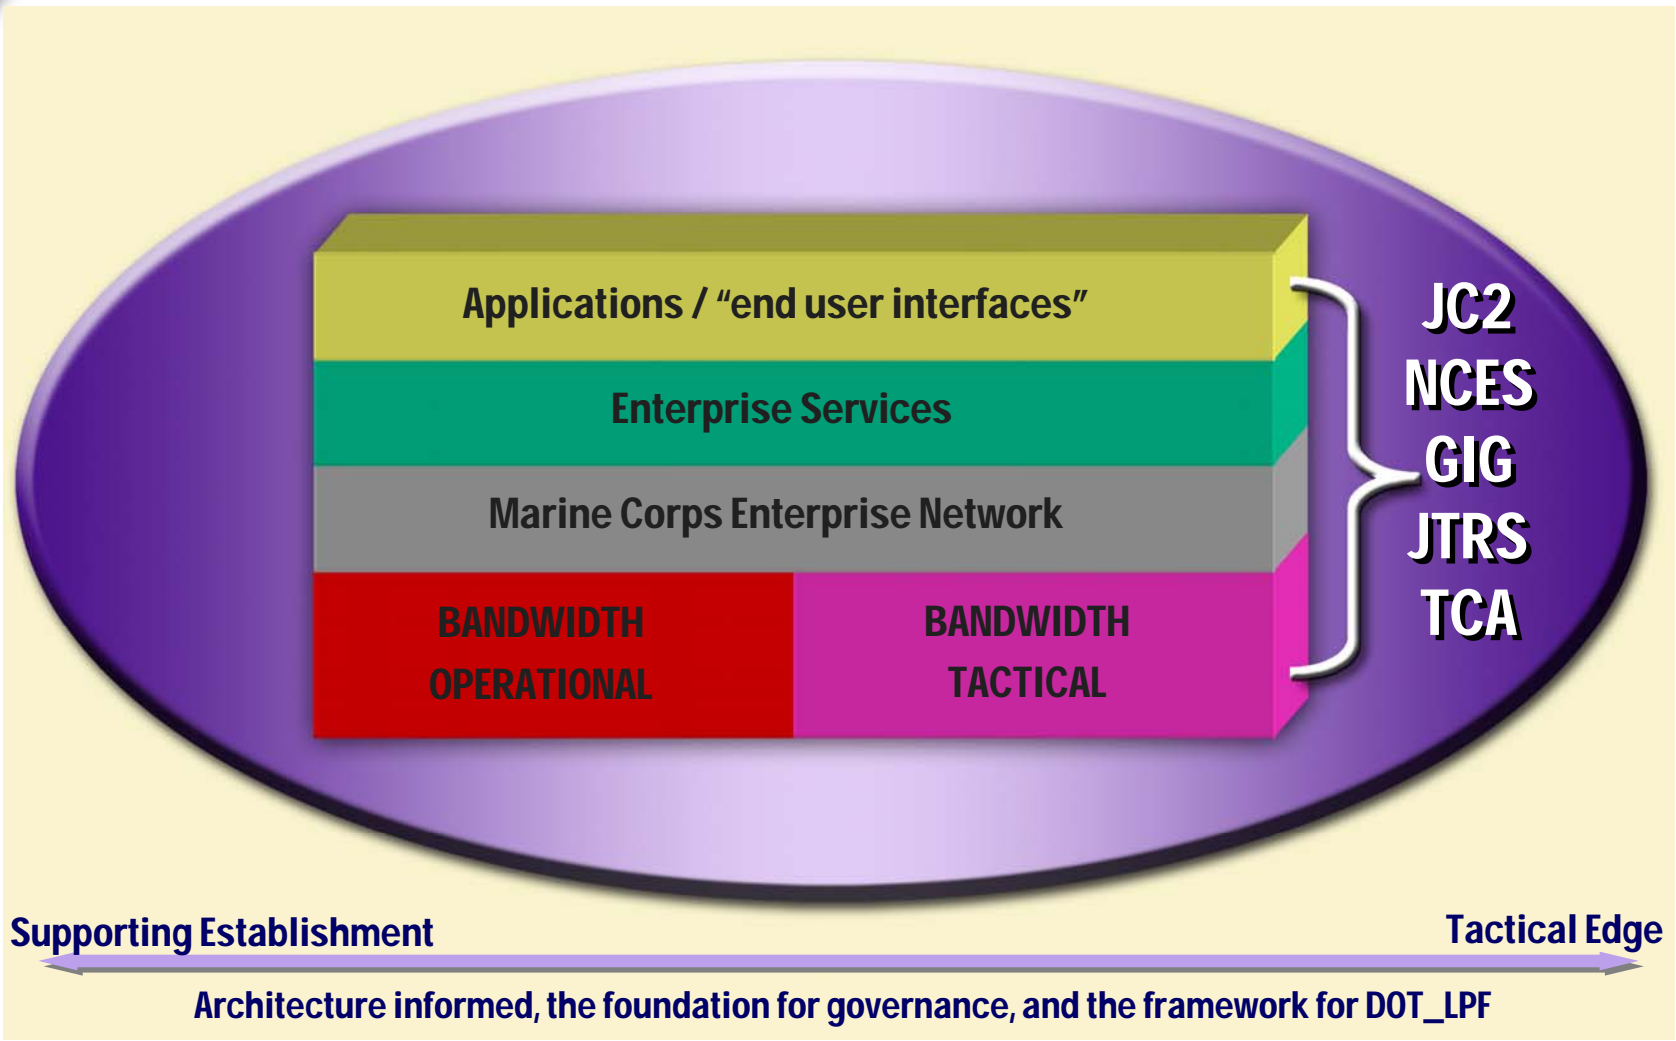 Applications / “end user interfaces”
Enterprise Services
Marine Corps Enterprise Network
BANDWIDTH
OPERATIONAL
BANDWIDTH
TACTICAL
JC2
NCES
GIG
JTRS
TCA
Supporting Establishment
Tactical Edge
Architecture informed, the foundation for governance, and the framework for DOT_LPF